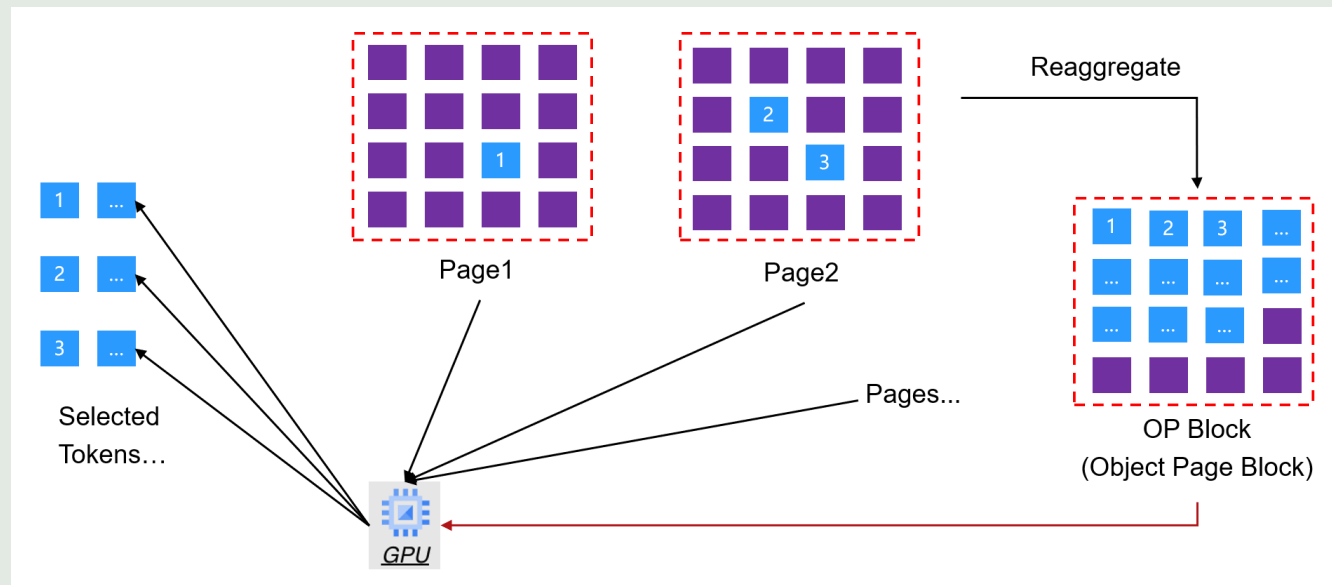 Reaggregate
2
1
3
Page1
Page2
1 ...
2 ...
3 ...
Selected
Tokens…
Pages...
1 2 3 ...
... ... ... ...
... ... ...
OP Block
(Object Page Block)
GPU